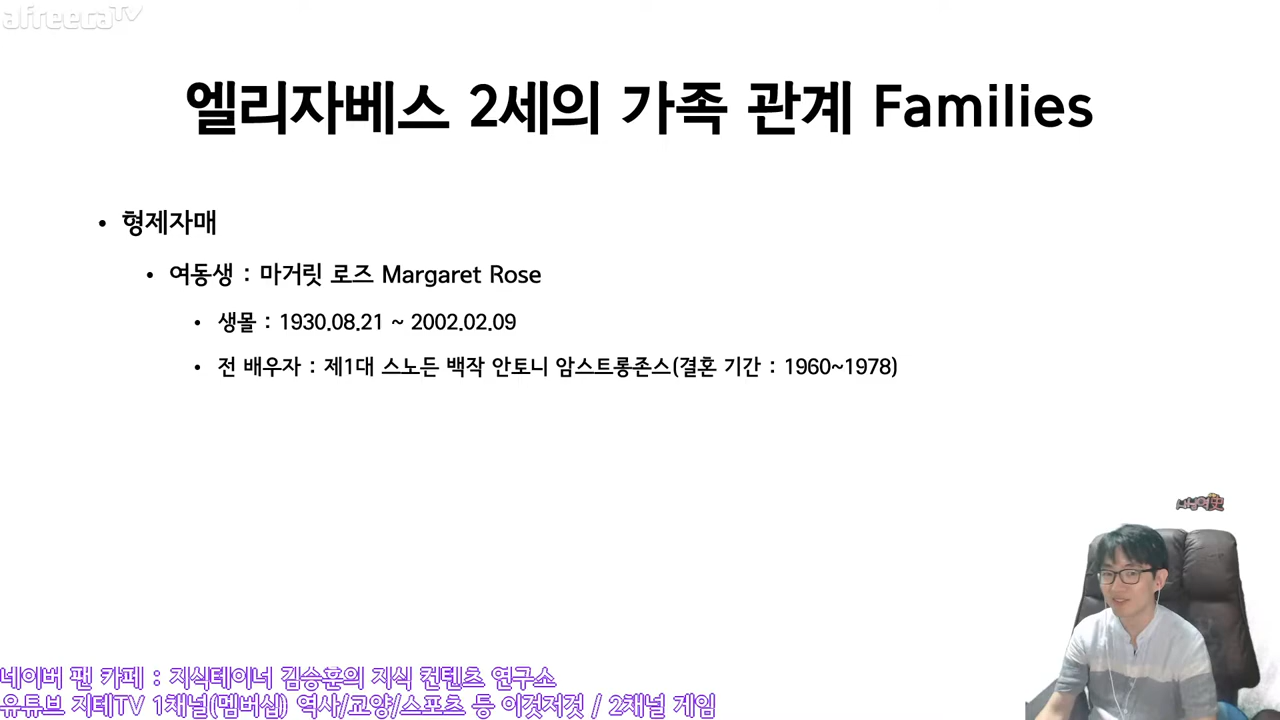 afreecaTV
엘리자베스 2세의 가족 관계 Families
• 형제자매
• 여동생 : 마거릿 로즈 Margaret Rose
• 생몰 : 1930.08.21 ~ 2002.02.09
• 전 배우자 : 제1대 스노든 백작 안토니 암스트롱존스(결혼 기간 : 1960~1978)
네이버 팬 카페 : 지식테이너 김승훈의 지식 컨텐츠 연구소
유튜브 지테TV 1채널(멤버십) 역사/교양/스포츠 등 이것저것 / 2채널 게임